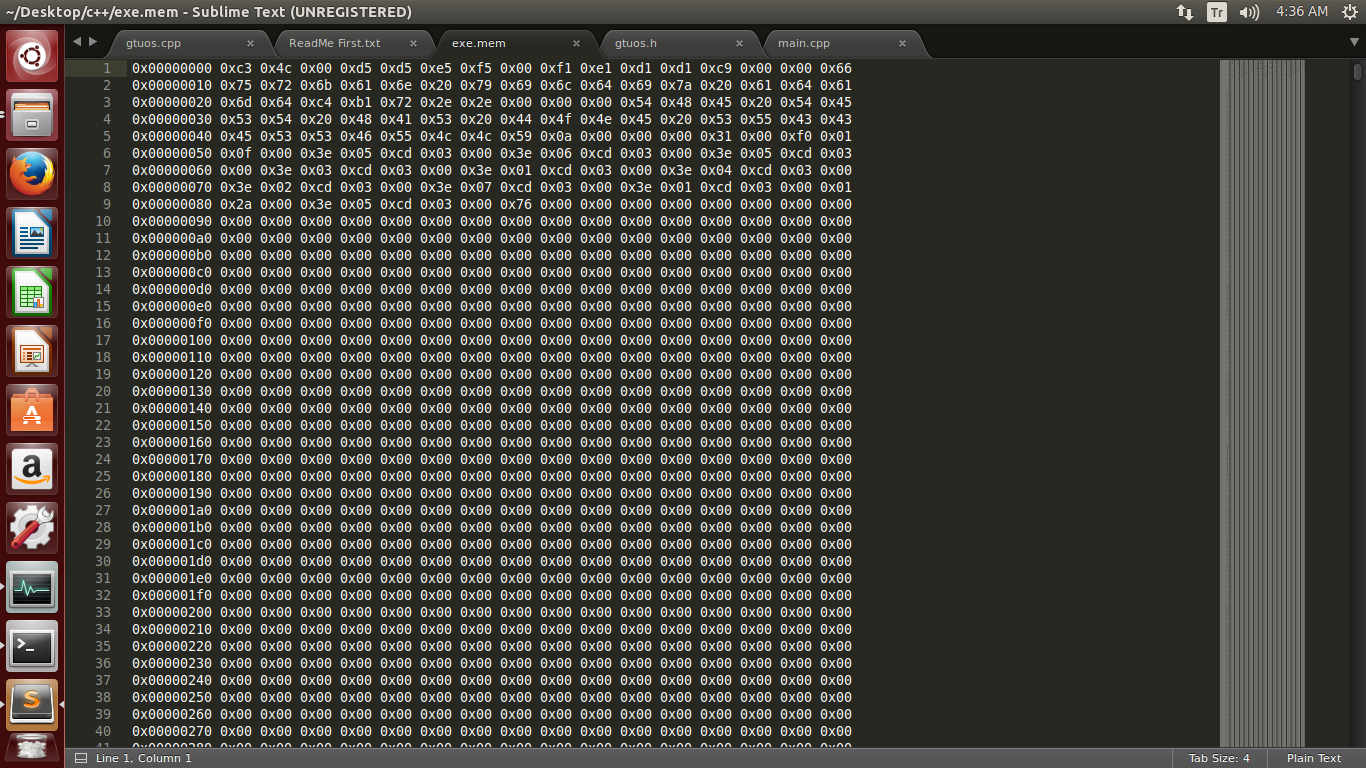 ~/Desktop/c++/exe.mem - Sublime Text (UNREGISTERED)
Tr
4:36 AM
gtuos.cpp × ReadMe First.txt × exe.mem × gtuos.h × main.cpp ×
1 0x00000000 0xc3 0x4c 0x00 0xd5 0xd5 0xe5 0xf5 0x00 0xf1 0xe1 0xd1 0xd1 0xc9 0x00 0x00 0x66
2 0x00000010 0x75 0x72 0x6b 0x61 0x6e 0x20 0x79 0x69 0x6c 0x64 0x69 0x7a 0x20 0x61 0x64 0x61
3 0x00000020 0x6d 0x64 0xc4 0xb1 0x72 0x2e 0x2e 0x00 0x00 0x00 0x54 0x48 0x45 0x20 0x54 0x45
4 0x00000030 0x53 0x54 0x20 0x48 0x41 0x53 0x20 0x44 0x4f 0x4e 0x45 0x20 0x53 0x55 0x43 0x43
5 0x00000040 0x45 0x53 0x53 0x46 0x55 0x4c 0x4c 0x59 0x0a 0x00 0x00 0x00 0x31 0x00 0xf0 0x01
6 0x00000050 0x0f 0x00 0x3e 0x05 0xcd 0x03 0x00 0x3e 0x06 0xcd 0x03 0x00 0x3e 0x05 0xcd 0x03
7 0x00000060 0x00 0x3e 0x03 0xcd 0x03 0x00 0x3e 0x01 0xcd 0x03 0x00 0x3e 0x04 0xcd 0x03 0x00
8 0x00000070 0x3e 0x02 0xcd 0x03 0x00 0x3e 0x07 0xcd 0x03 0x00 0x3e 0x01 0xcd 0x03 0x00 0x01
9 0x00000080 0x2a 0x00 0x3e 0x05 0xcd 0x03 0x00 0x76 0x00 0x00 0x00 0x00 0x00 0x00 0x00 0x00
10 0x00000090 0x00 0x00 0x00 0x00 0x00 0x00 0x00 0x00 0x00 0x00 0x00 0x00 0x00 0x00 0x00 0x00
11 0x000000a0 0x00 0x00 0x00 0x00 0x00 0x00 0x00 0x00 0x00 0x00 0x00 0x00 0x00 0x00 0x00 0x00
12 0x000000b0 0x00 0x00 0x00 0x00 0x00 0x00 0x00 0x00 0x00 0x00 0x00 0x00 0x00 0x00 0x00 0x00
13 0x000000c0 0x00 0x00 0x00 0x00 0x00 0x00 0x00 0x00 0x00 0x00 0x00 0x00 0x00 0x00 0x00 0x00
14 0x000000d0 0x00 0x00 0x00 0x00 0x00 0x00 0x00 0x00 0x00 0x00 0x00 0x00 0x00 0x00 0x00 0x00
15 0x000000e0 0x00 0x00 0x00 0x00 0x00 0x00 0x00 0x00 0x00 0x00 0x00 0x00 0x00 0x00 0x00 0x00
16 0x000000f0 0x00 0x00 0x00 0x00 0x00 0x00 0x00 0x00 0x00 0x00 0x00 0x00 0x00 0x00 0x00 0x00
17 0x00000100 0x00 0x00 0x00 0x00 0x00 0x00 0x00 0x00 0x00 0x00 0x00 0x00 0x00 0x00 0x00 0x00
18 0x00000110 0x00 0x00 0x00 0x00 0x00 0x00 0x00 0x00 0x00 0x00 0x00 0x00 0x00 0x00 0x00 0x00
19 0x00000120 0x00 0x00 0x00 0x00 0x00 0x00 0x00 0x00 0x00 0x00 0x00 0x00 0x00 0x00 0x00 0x00
20 0x00000130 0x00 0x00 0x00 0x00 0x00 0x00 0x00 0x00 0x00 0x00 0x00 0x00 0x00 0x00 0x00 0x00
21 0x00000140 0x00 0x00 0x00 0x00 0x00 0x00 0x00 0x00 0x00 0x00 0x00 0x00 0x00 0x00 0x00 0x00
22 0x00000150 0x00 0x00 0x00 0x00 0x00 0x00 0x00 0x00 0x00 0x00 0x00 0x00 0x00 0x00 0x00 0x00
23 0x00000160 0x00 0x00 0x00 0x00 0x00 0x00 0x00 0x00 0x00 0x00 0x00 0x00 0x00 0x00 0x00 0x00
24 0x00000170 0x00 0x00 0x00 0x00 0x00 0x00 0x00 0x00 0x00 0x00 0x00 0x00 0x00 0x00 0x00 0x00
25 0x00000180 0x00 0x00 0x00 0x00 0x00 0x00 0x00 0x00 0x00 0x00 0x00 0x00 0x00 0x00 0x00 0x00
26 0x00000190 0x00 0x00 0x00 0x00 0x00 0x00 0x00 0x00 0x00 0x00 0x00 0x00 0x00 0x00 0x00 0x00
27 0x000001a0 0x00 0x00 0x00 0x00 0x00 0x00 0x00 0x00 0x00 0x00 0x00 0x00 0x00 0x00 0x00 0x00
28 0x000001b0 0x00 0x00 0x00 0x00 0x00 0x00 0x00 0x00 0x00 0x00 0x00 0x00 0x00 0x00 0x00 0x00
29 0x000001c0 0x00 0x00 0x00 0x00 0x00 0x00 0x00 0x00 0x00 0x00 0x00 0x00 0x00 0x00 0x00 0x00
30 0x000001d0 0x00 0x00 0x00 0x00 0x00 0x00 0x00 0x00 0x00 0x00 0x00 0x00 0x00 0x00 0x00 0x00
31 0x000001e0 0x00 0x00 0x00 0x00 0x00 0x00 0x00 0x00 0x00 0x00 0x00 0x00 0x00 0x00 0x00 0x00
32 0x000001f0 0x00 0x00 0x00 0x00 0x00 0x00 0x00 0x00 0x00 0x00 0x00 0x00 0x00 0x00 0x00 0x00
33 0x00000200 0x00 0x00 0x00 0x00 0x00 0x00 0x00 0x00 0x00 0x00 0x00 0x00 0x00 0x00 0x00 0x00
34 0x00000210 0x00 0x00 0x00 0x00 0x00 0x00 0x00 0x00 0x00 0x00 0x00 0x00 0x00 0x00 0x00 0x00
35 0x00000220 0x00 0x00 0x00 0x00 0x00 0x00 0x00 0x00 0x00 0x00 0x00 0x00 0x00 0x00 0x00 0x00
36 0x00000230 0x00 0x00 0x00 0x00 0x00 0x00 0x00 0x00 0x00 0x00 0x00 0x00 0x00 0x00 0x00 0x00
37 0x00000240 0x00 0x00 0x00 0x00 0x00 0x00 0x00 0x00 0x00 0x00 0x00 0x00 0x00 0x00 0x00 0x00
38 0x00000250 0x00 0x00 0x00 0x00 0x00 0x00 0x00 0x00 0x00 0x00 0x00 0x00 0x00 0x00 0x00 0x00
39 0x00000260 0x00 0x00 0x00 0x00 0x00 0x00 0x00 0x00 0x00 0x00 0x00 0x00 0x00 0x00 0x00 0x00
40 0x00000270 0x00 0x00 0x00 0x00 0x00 0x00 0x00 0x00 0x00 0x00 0x00 0x00 0x00 0x00 0x00 0x00
41 0x00000280 0x00 0x00 0x00 0x00 0x00 0x00 0x00 0x00 0x00 0x00 0x00 0x00 0x00 0x00 0x00 0x00
Line 1, Column 1
Tab Size: 4
Plain Text